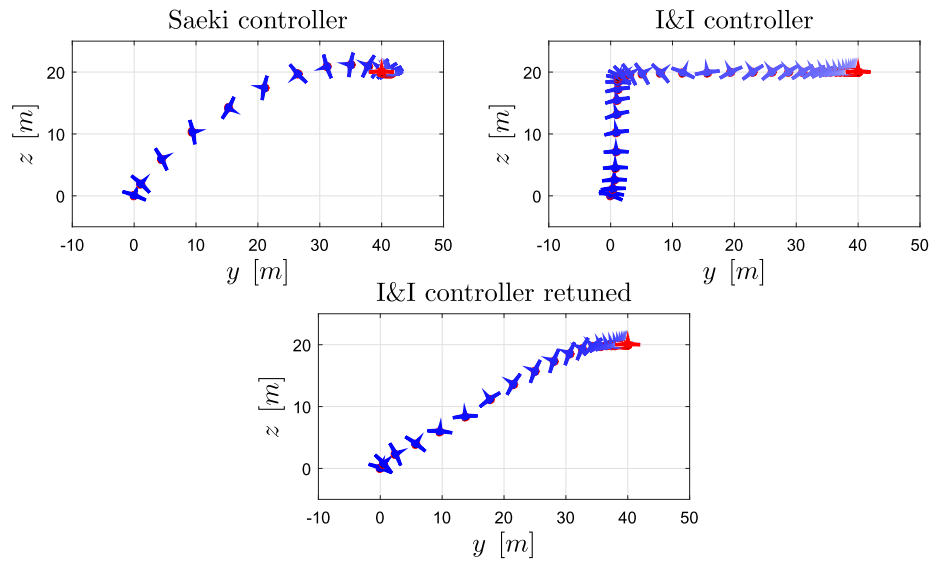 Saeki controller
20
10
0
z [m]
-10 0 10 20 30 40 50
y [m]
I&I controller
20
10
0
z [m]
-10 0 10 20 30 40 50
y [m]
I&I controller retuned
20
10
0
z [m]
-10 0 10 20 30 40 50
y [m]